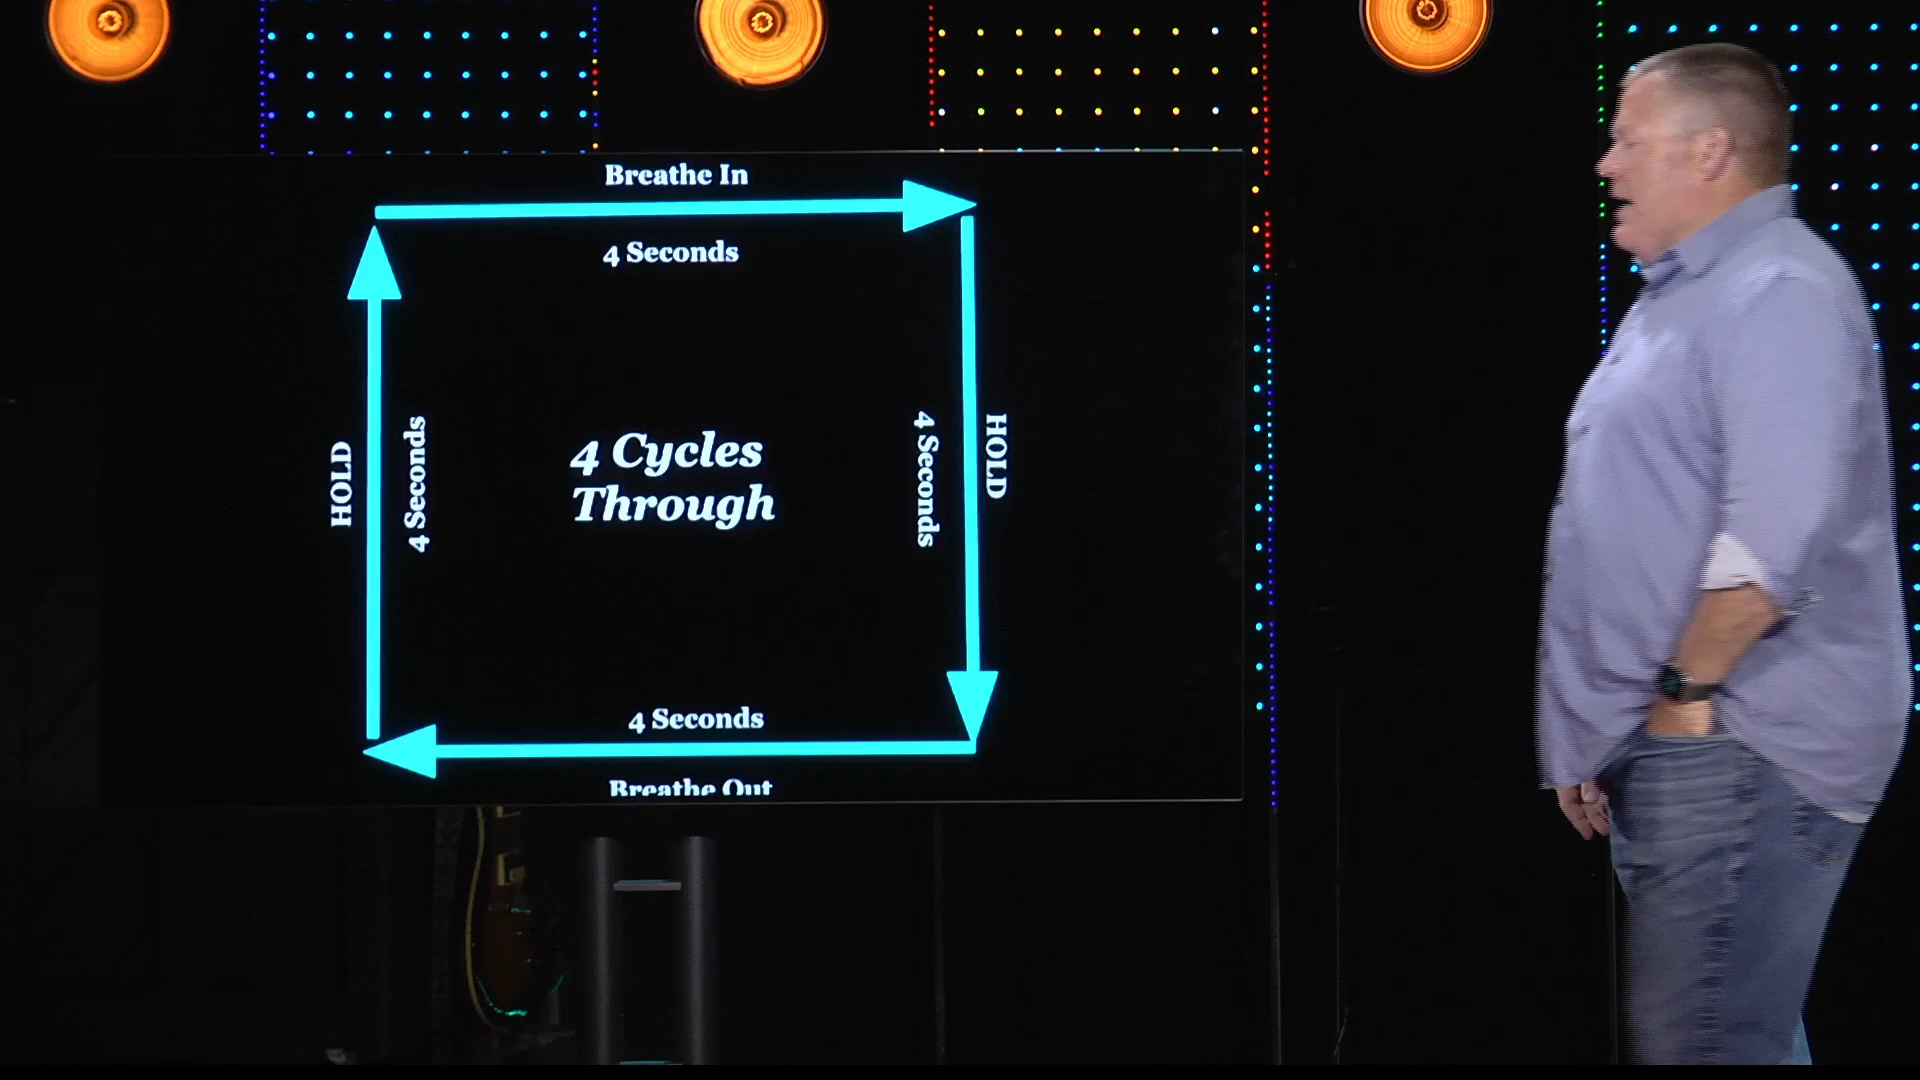 Breathe In
4 Seconds
HOLD
4 Seconds
4 Cycles
Through
4 Seconds
HOLD
4 Seconds
Breathe Out